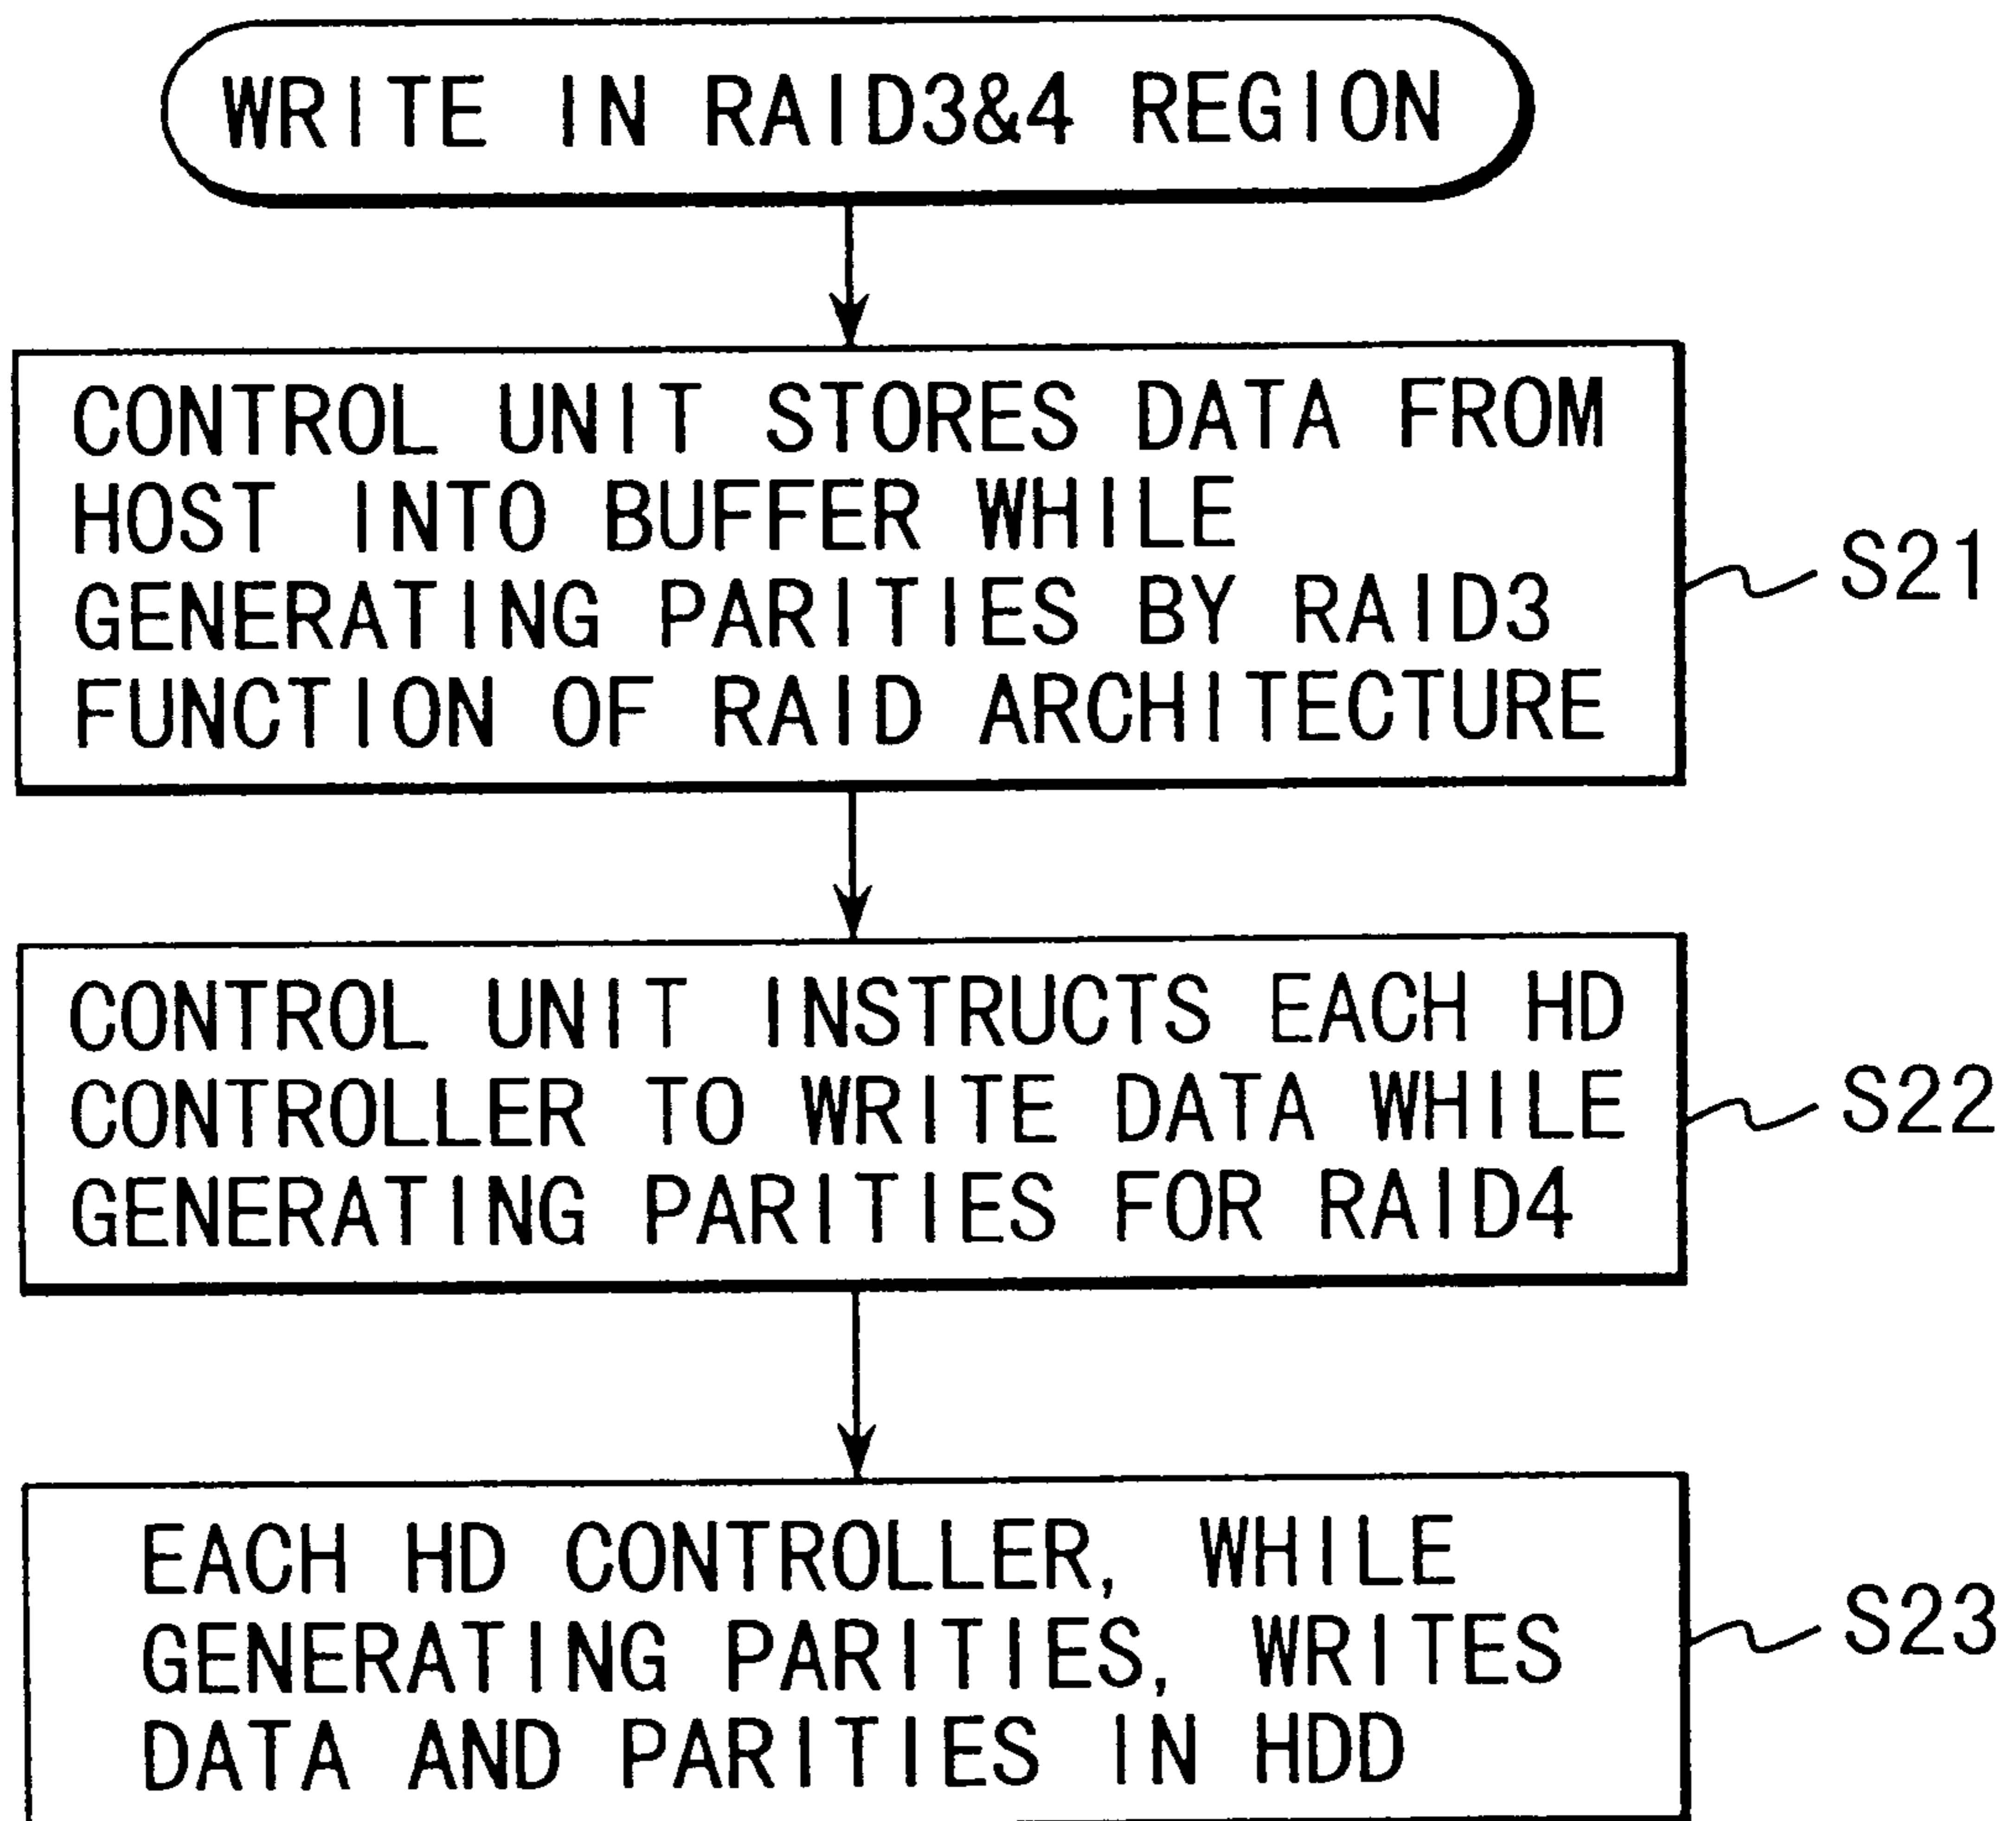 WRITE IN RAID3&4 REGION
CONTROL UNIT STORES DATA FROM
HOST INTO BUFFER WHILE
GENERATING PARITIES BY RAID3
FUNCTION OF RAID ARCHITECTURE
S21
CONTROL UNIT INSTRUCTS EACH HD
CONTROLLER TO WRITE DATA WHILE
GENERATING PARITIES FOR RAID4
S22
EACH HD CONTROLLER, WHILE
GENERATING PARITIES, WRITES
DATA AND PARITIES IN HDD
S23